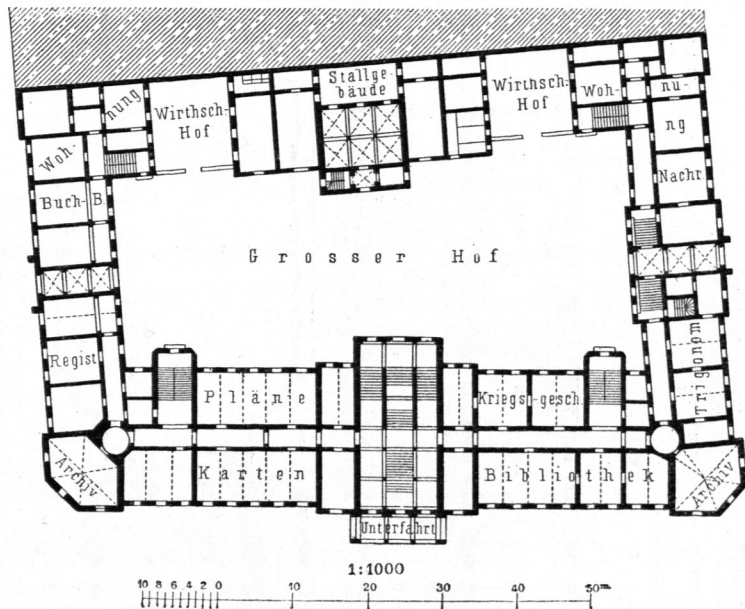 Stallge-
bäude
Wirthsch-
Hof
Wirthsch-
Hof
Woh-
nung
Woh-
nu-
ng
Buch-
B.
Nachr.
Grosser Hof
Regist
Trigonom
Pläne
Kriegs-gesch.
Archiv
Karten
Bibliothek
Archiv
Unterfahrt
1:1000
10 8 6 4 2 0 10 20 30 40 50m.